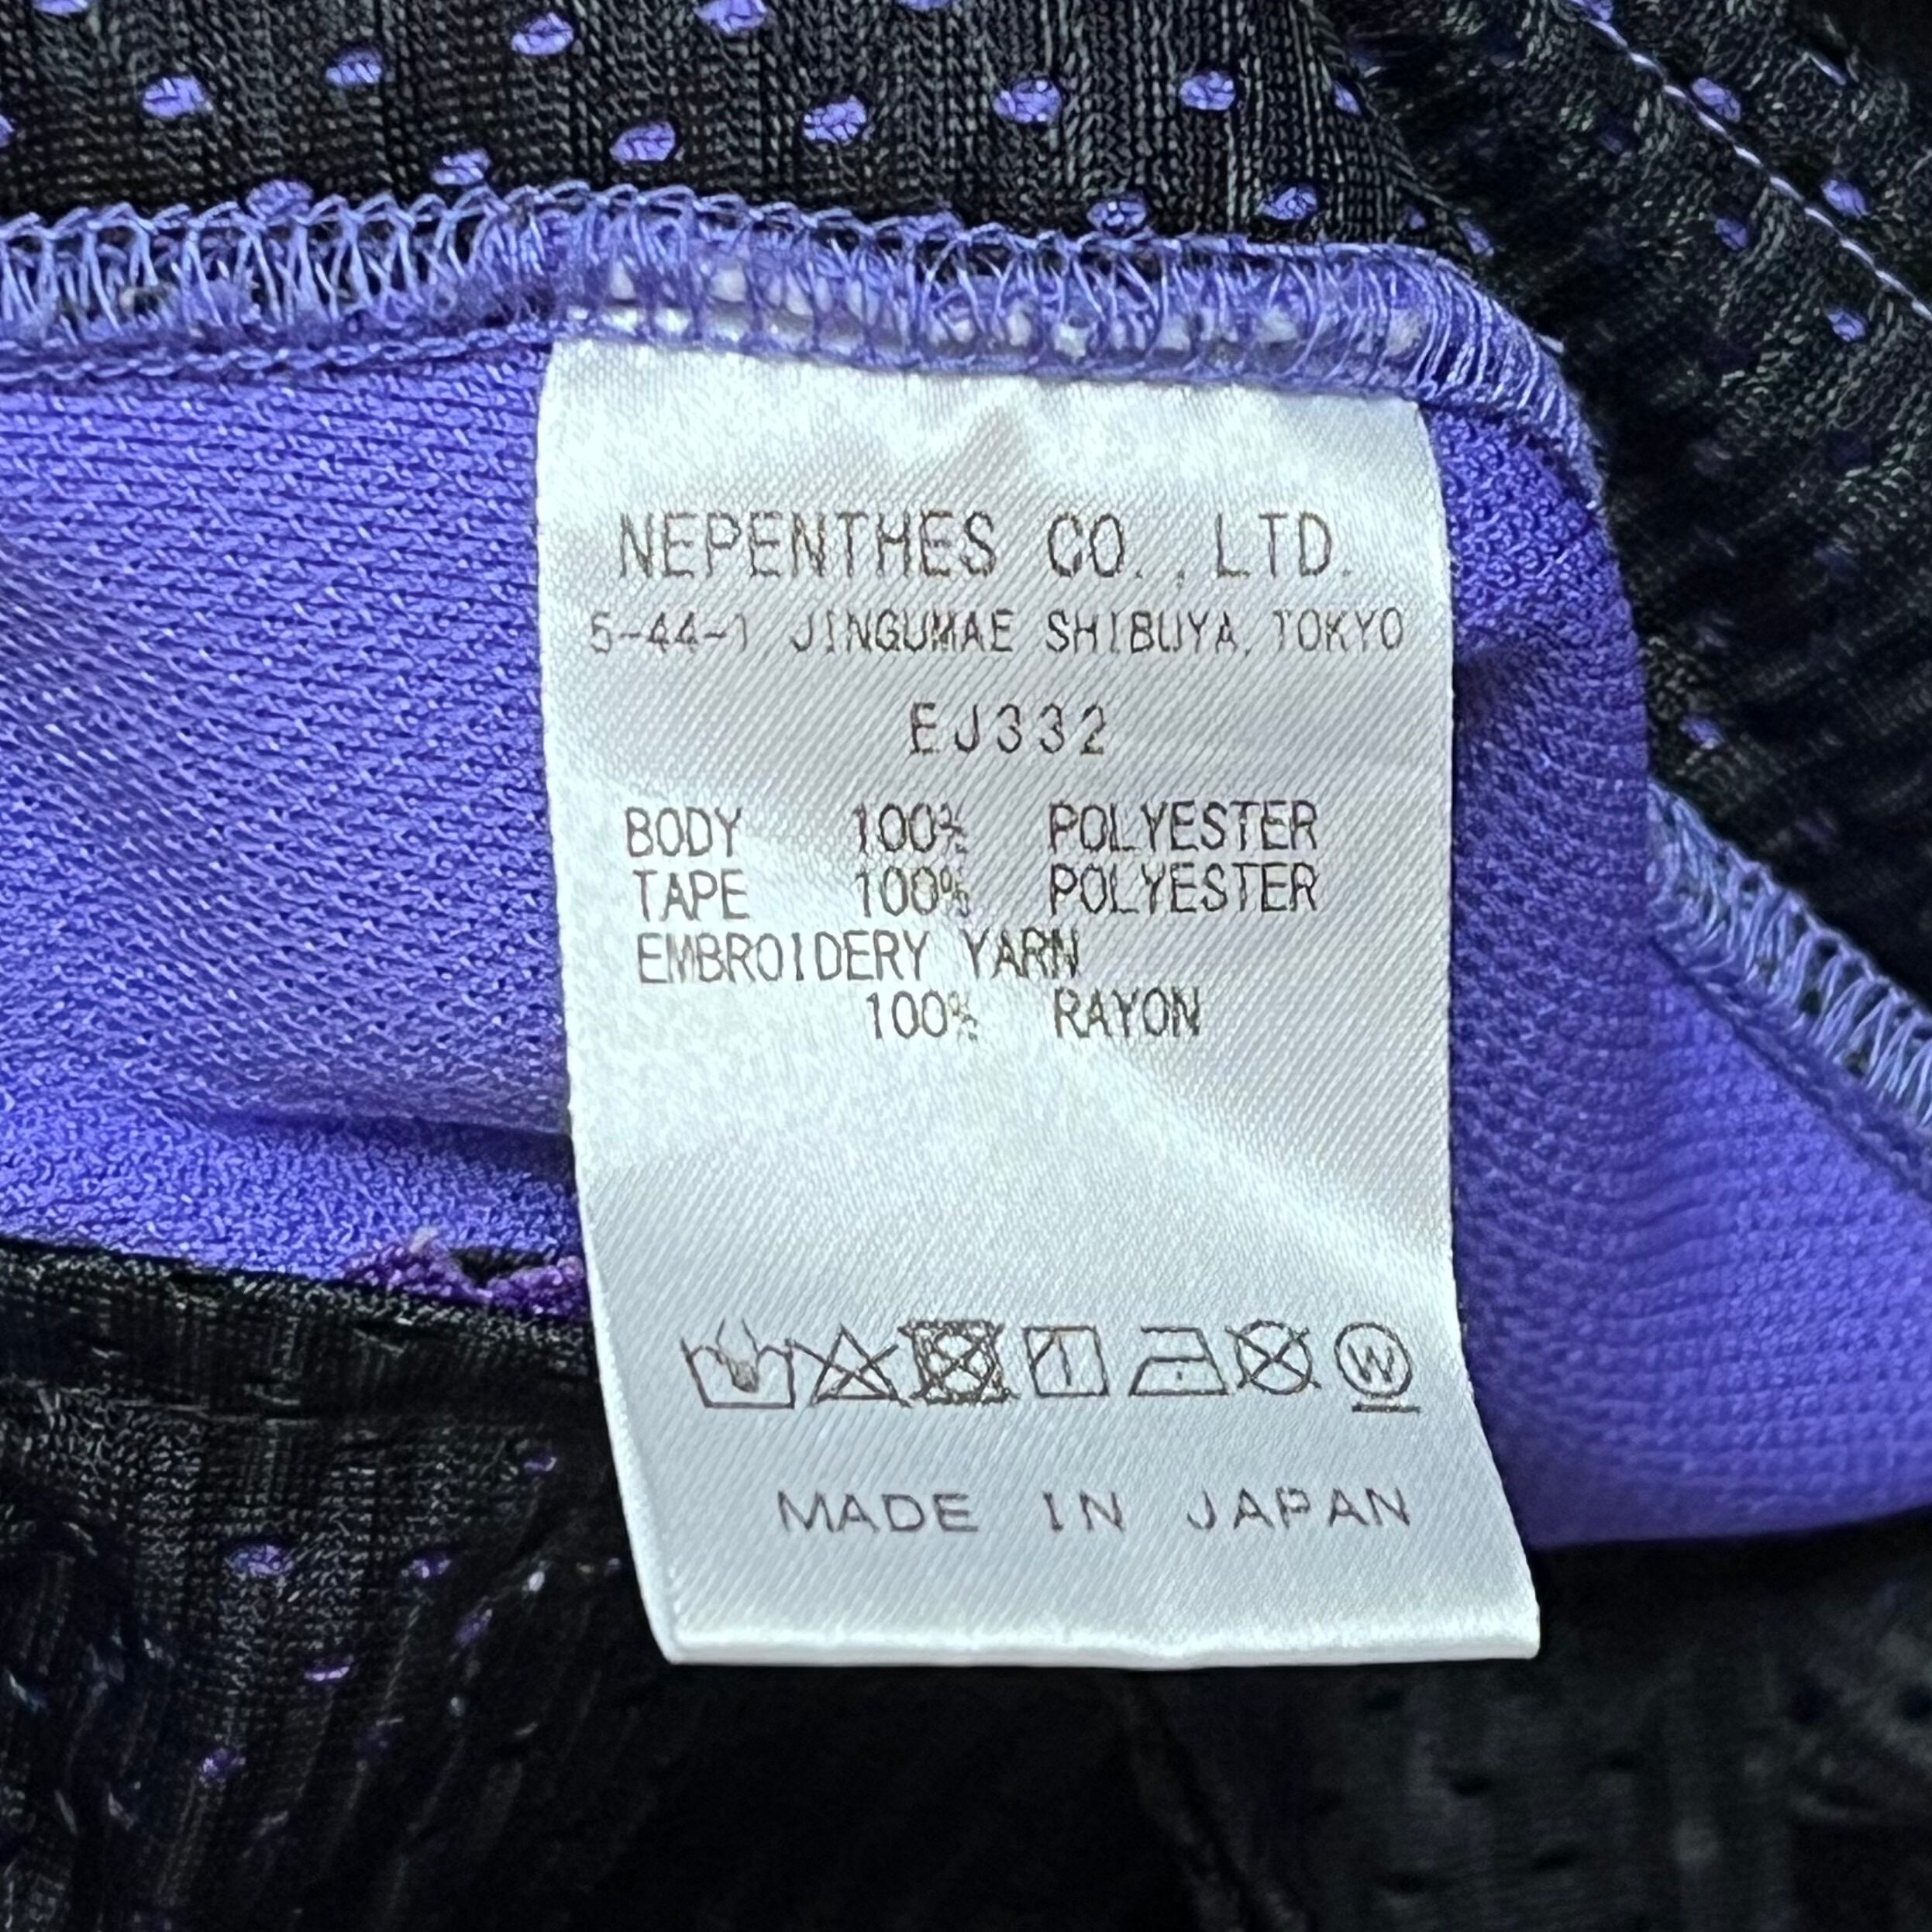 NEPENTHES CO., LTD.
5-44-1 JINGUMAE SHIBUYA, TOKYO
EJ332
BODY 100% POLYESTER
TAPE 100% POLYESTER
EMBROIDERY YARN
100% RAYON
W
MADE IN JAPAN